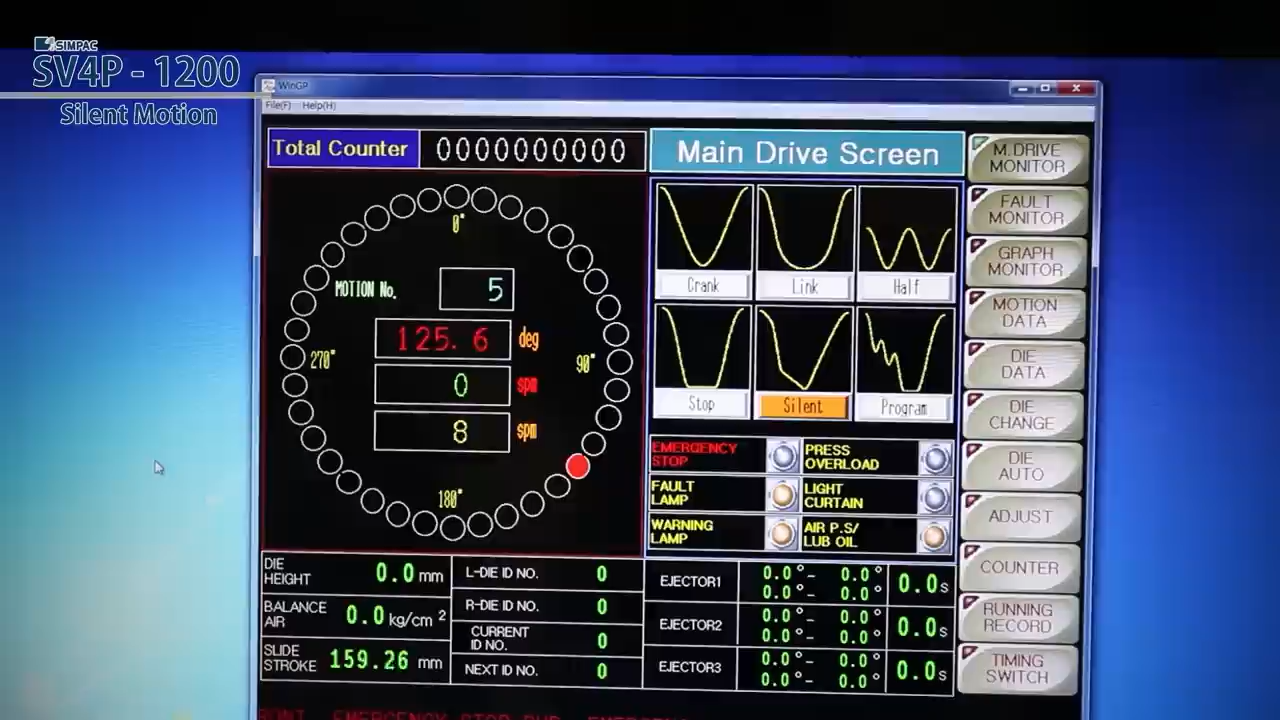 SIMPAC
SV4P - 1200
Silent Motion
WinGP
File(F) Help(H)
Total Counter 0000000000
Main Drive Screen
0°
MOTION No. 5
125.6 deg
0 spm
8 spm
270°
90°
180°
Crank Link Half
Stop Silent Program
EMERGENCY STOP
PRESS OVERLOAD
FAULT LAMP
LIGHT CURTAIN
WARNING LAMP
AIR P.S/ LUB OIL
M.DRIVE MONITOR
FAULT MONITOR
GRAPH MONITOR
MOTION DATA
DIE DATA
DIE CHANGE
DIE AUTO
ADJUST
COUNTER
RUNNING RECORD
TIMING SWITCH
DIE HEIGHT 0.0 mm
BALANCE AIR 0.0 kg/cm 2
SLIDE STROKE 159.26 mm
L-DIE ID NO. 0
R-DIE ID NO. 0
CURRENT ID NO. 0
NEXT ID NO. 0
EJECTOR1 0.0°- 0.0° 0.0s
0.0°- 0.0°
EJECTOR2 0.0°- 0.0° 0.0s
0.0°- 0.0°
EJECTOR3 0.0°- 0.0° 0.0s
0.0°- 0.0°
EMERGENCY STOP